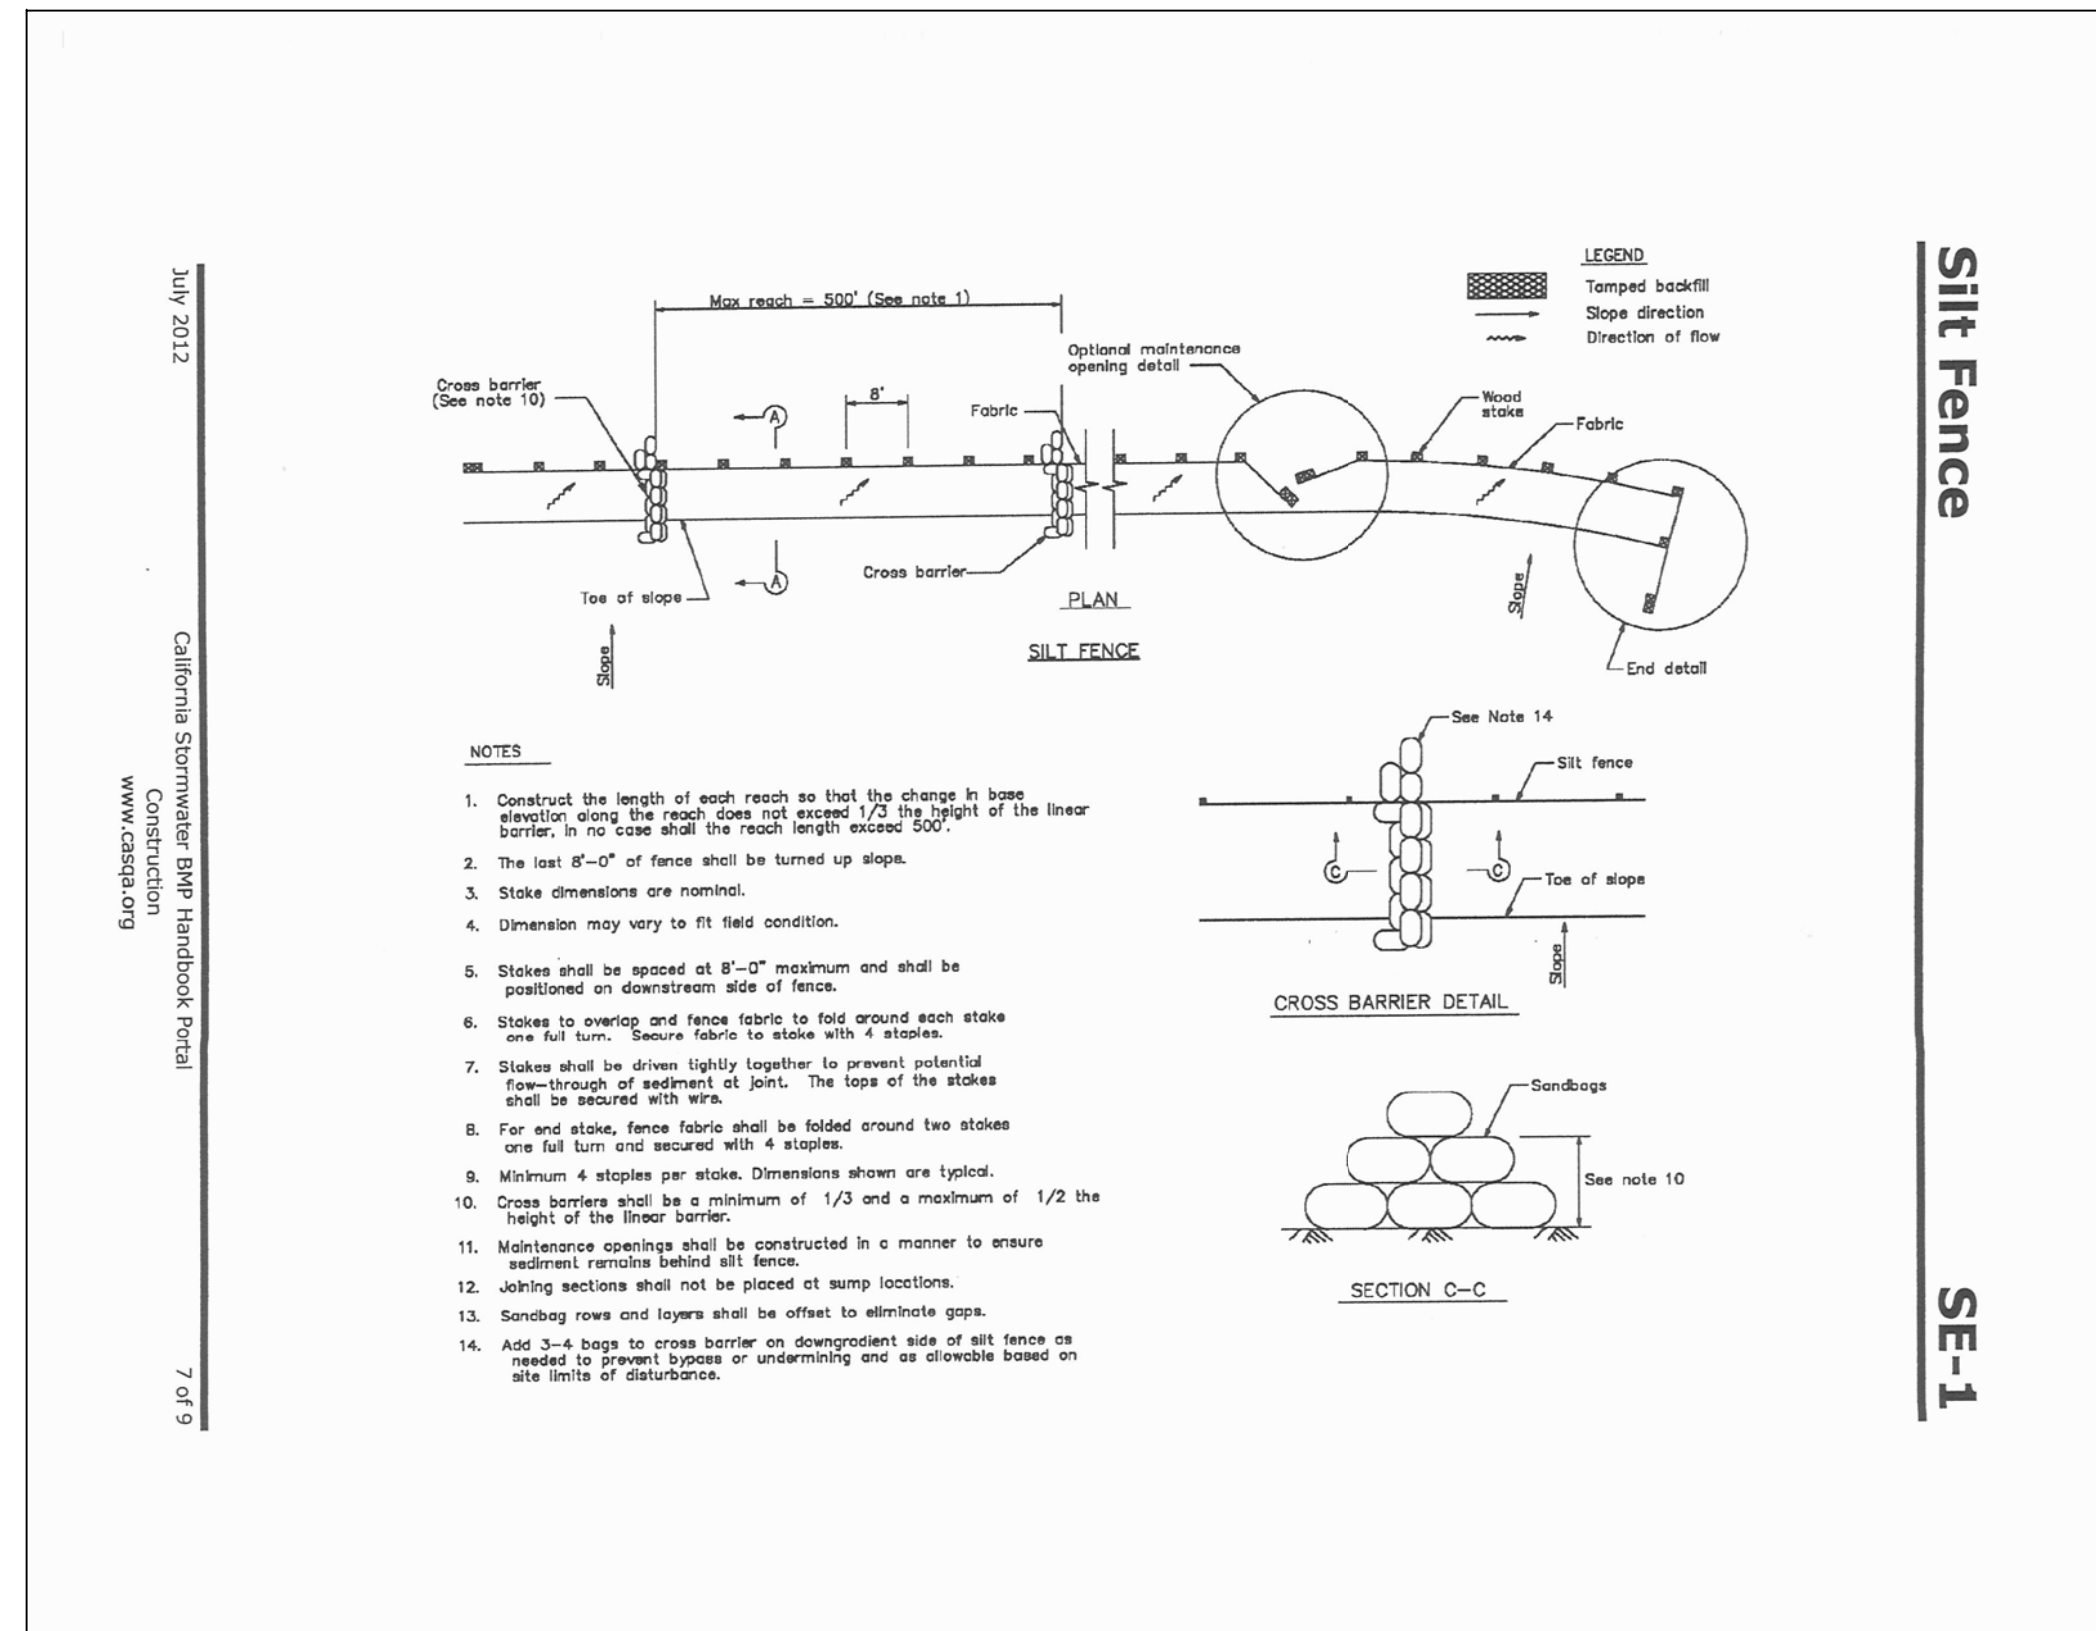 Silt Fence
SE-1
LEGEND
Tamped backfill
Slope direction
Direction of flow
Max reach = 500' (See note 1)
Optional maintenance
opening detail
Cross barrier
(See note 10)
8'
A
Fabric
Wood
stake
Fabric
Cross barrier
A
Toe of slope
Slope
Slope
PLAN
SILT FENCE
End detail
NOTES
1. Construct the length of each reach so that the change in base
elevation along the reach does not exceed 1/3 the height of the linear
barrier, in no case shall the reach length exceed 500'.
2. The last 8'-0" of fence shall be turned up slope.
3. Stake dimensions are nominal.
4. Dimension may vary to fit field condition.
5. Stakes shall be spaced at 8'-0" maximum and shall be
positioned on downstream side of fence.
6. Stakes to overlap and fence fabric to fold around each stake
one full turn. Secure fabric to stake with 4 staples.
7. Stakes shall be driven tightly together to prevent potential
flow-through of sediment at joint. The tops of the stakes
shall be secured with wire.
8. For end stake, fence fabric shall be folded around two stakes
one full turn and secured with 4 staples.
9. Minimum 4 staples per stake. Dimensions shown are typical.
10. Cross barriers shall be a minimum of 1/3 and a maximum of 1/2 the
height of the linear barrier.
11. Maintenance openings shall be constructed in a manner to ensure
sediment remains behind silt fence.
12. Joining sections shall not be placed at sump locations.
13. Sandbag rows and layers shall be offset to eliminate gaps.
14. Add 3-4 bags to cross barrier on downgradient side of silt fence as
needed to prevent bypass or undermining and as allowable based on
site limits of disturbance.
See Note 14
Silt fence
C
C
Toe of slope
Slope
CROSS BARRIER DETAIL
Sandbags
See note 10
SECTION C-C
July 2012
California Stormwater BMP Handbook Portal
Construction
www.casqa.org
7 of 9